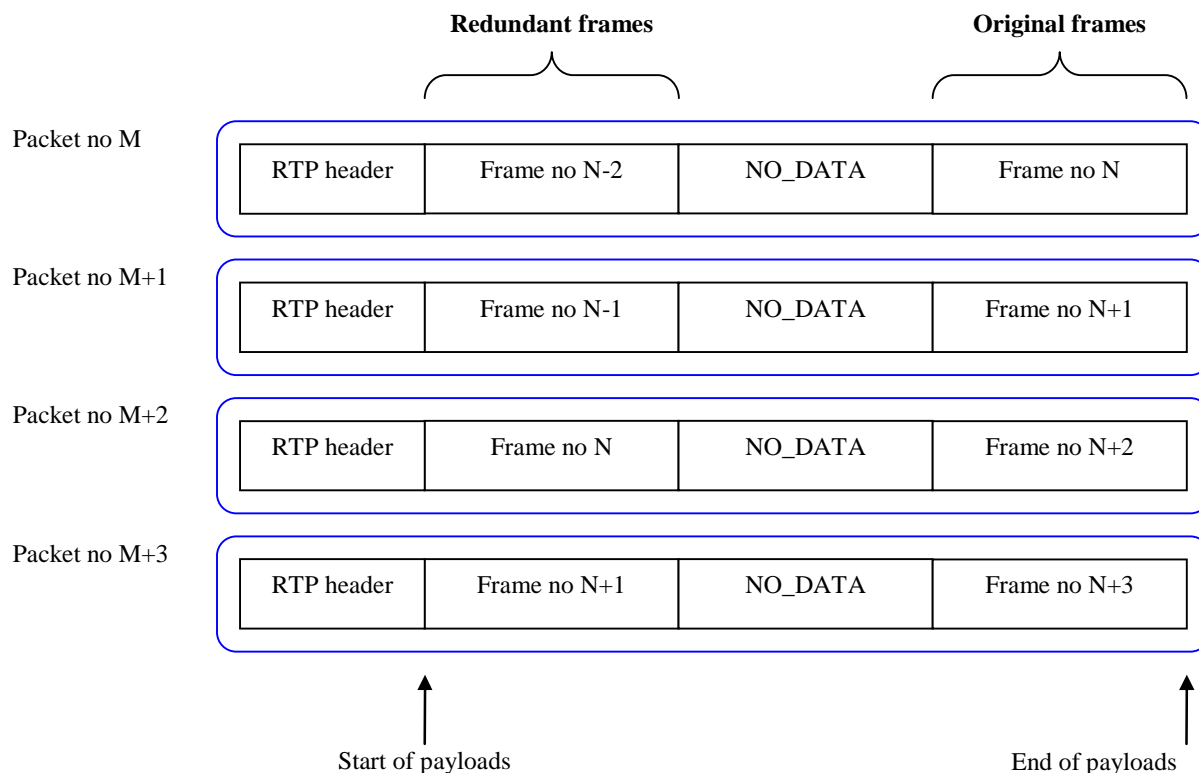 Redundant frames Original frames
Packet no M
RTP header Frame no N-2 NO_DATA Frame no N
Packet no M+1
RTP header Frame no N-1 NO_DATA Frame no N+1
Packet no M+2
RTP header Frame no N NO_DATA Frame no N+2
Packet no M+3
RTP header Frame no N+1 NO_DATA Frame no N+3
Start of payloads End of payloads